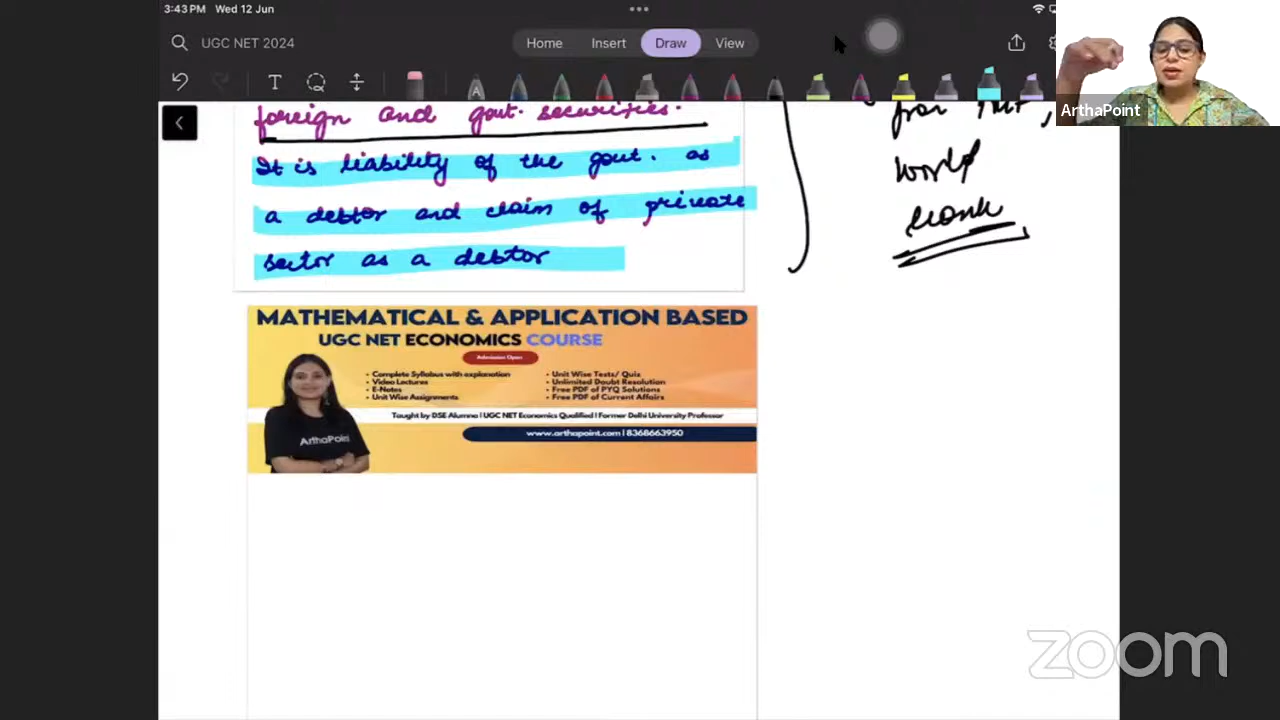 3:43 PM Wed 12 Jun
UGC NET 2024
Home Insert Draw View
ArthaPoint
foreign and govt. securities.
It is liability of the govt. as
a debtor and claim of private
sector as a debtor
for
world
MATHEMATICAL & APPLICATION BASED
UGC NET ECONOMICS COURSE
Admission Open
• Complete Syllabus with explanation
• Video Lectures
• E-Notes
• Unit Wise Assignments
• Unit Wise Tests/ Quiz
• Unlimited Doubt Resolution
• Free PDF of PYQ Solutions
• Free PDF of Current Affairs
Taught by DSE Alumna | UGC NET Economics Qualified | Former Delhi University Professor
ArthaPoint
www.arthapoint.com | 8368663950
zoom